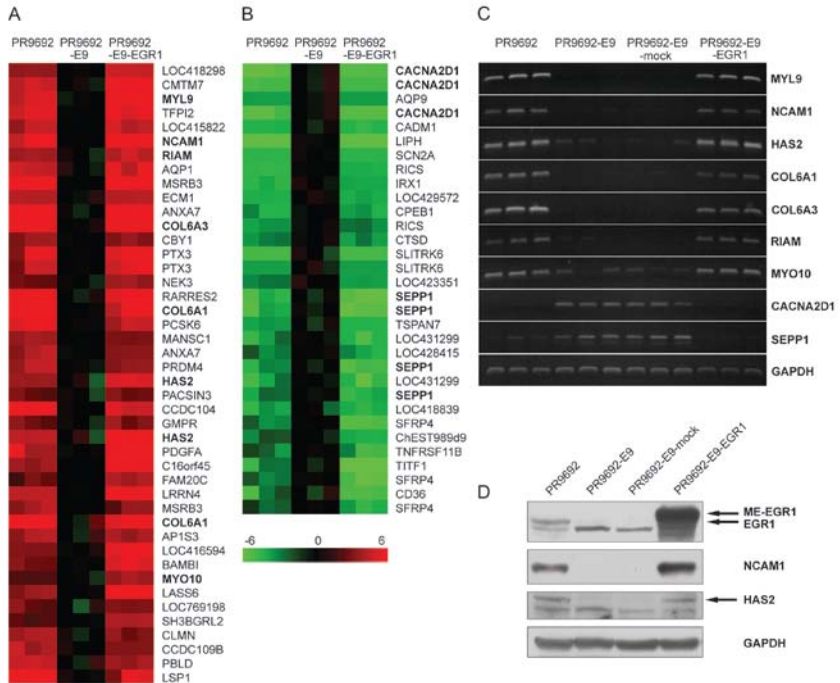 A
PR9692
PR9692
-E9
PR9692
-E9-EGR1
LOC418298
CMTM7
MYL9
TFPI2
LOC415822
NCAM1
RIAM
AQP1
MSRB3
ECM1
ANXA7
COL6A3
CBY1
PTX3
PTX3
NEK3
RARRES2
COL6A1
PCSK6
MANSC1
ANXA7
PRDM4
HAS2
PACSIN3
CCDC104
GMPR
HAS2
PDGFA
C16orf45
FAM20C
LRRN4
MSRB3
COL6A1
AP1S3
LOC416594
BAMBI
MYO10
LASS6
LOC769198
SH3BGRL2
CLMN
CCDC109B
PBLD
LSP1
B
PR9692
PR9692
-E9
PR9692
-E9-EGR1
CACNA2D1
CACNA2D1
AQP9
CACNA2D1
CADM1
LIPH
SCN2A
RICS
IRX1
LOC429572
CPEB1
RICS
CTSD
SLITRK6
SLITRK6
LOC423351
SEPP1
SEPP1
TSPAN7
LOC431299
LOC428415
SEPP1
LOC431299
SEPP1
LOC418839
SFRP4
ChEST989d9
TNFRSF11B
TITF1
SFRP4
CD36
SFRP4
-6 0 6
C
PR9692
PR9692-E9
PR9692-E9
-mock
PR9692-E9
-EGR1
MYL9
NCAM1
HAS2
COL6A1
COL6A3
RIAM
MYO10
CACNA2D1
SEPP1
GAPDH
D
PR9692
PR9692-E9
PR9692-E9-mock
PR9692-E9-EGR1
ME-EGR1
EGR1
NCAM1
HAS2
GAPDH